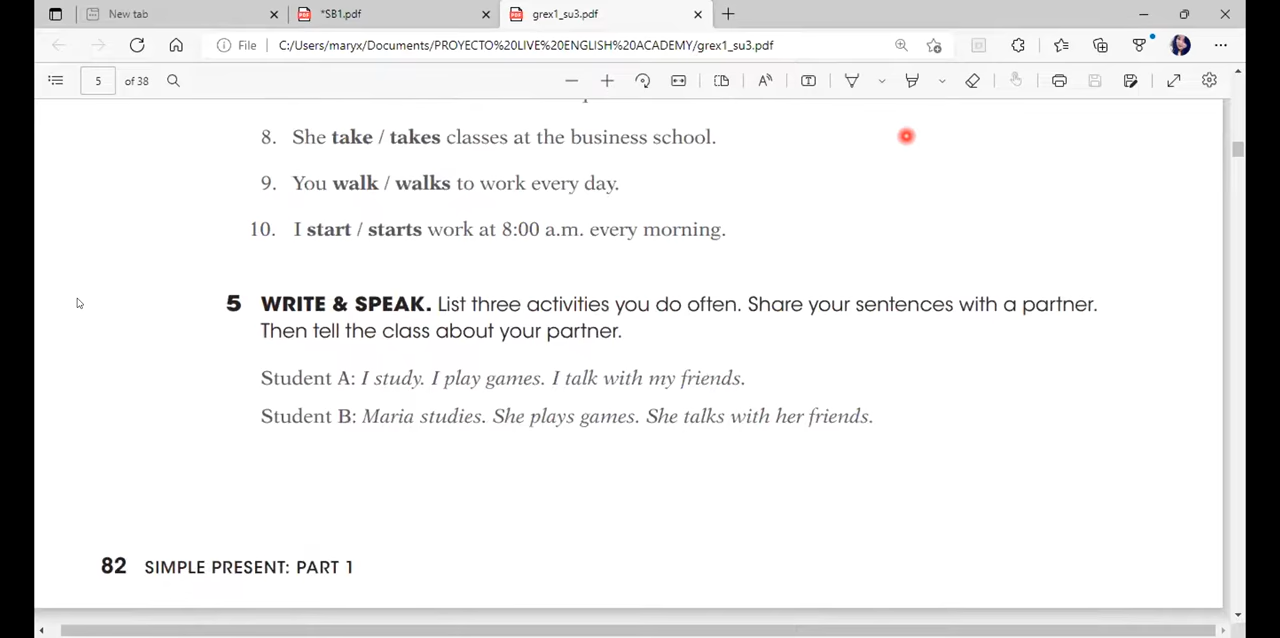 New tab
*SB1.pdf
grex1_su3.pdf
File
C:/Users/maryx/Documents/PROYECTO%20LIVE%20ENGLISH%20ACADEMY/grex1_su3.pdf
5 of 38
8. She take / takes classes at the business school.
9. You walk / walks to work every day.
10. I start / starts work at 8:00 a.m. every morning.
5 WRITE & SPEAK. List three activities you do often. Share your sentences with a partner.
Then tell the class about your partner.
Student A: I study. I play games. I talk with my friends.
Student B: Maria studies. She plays games. She talks with her friends.
82 SIMPLE PRESENT: PART 1